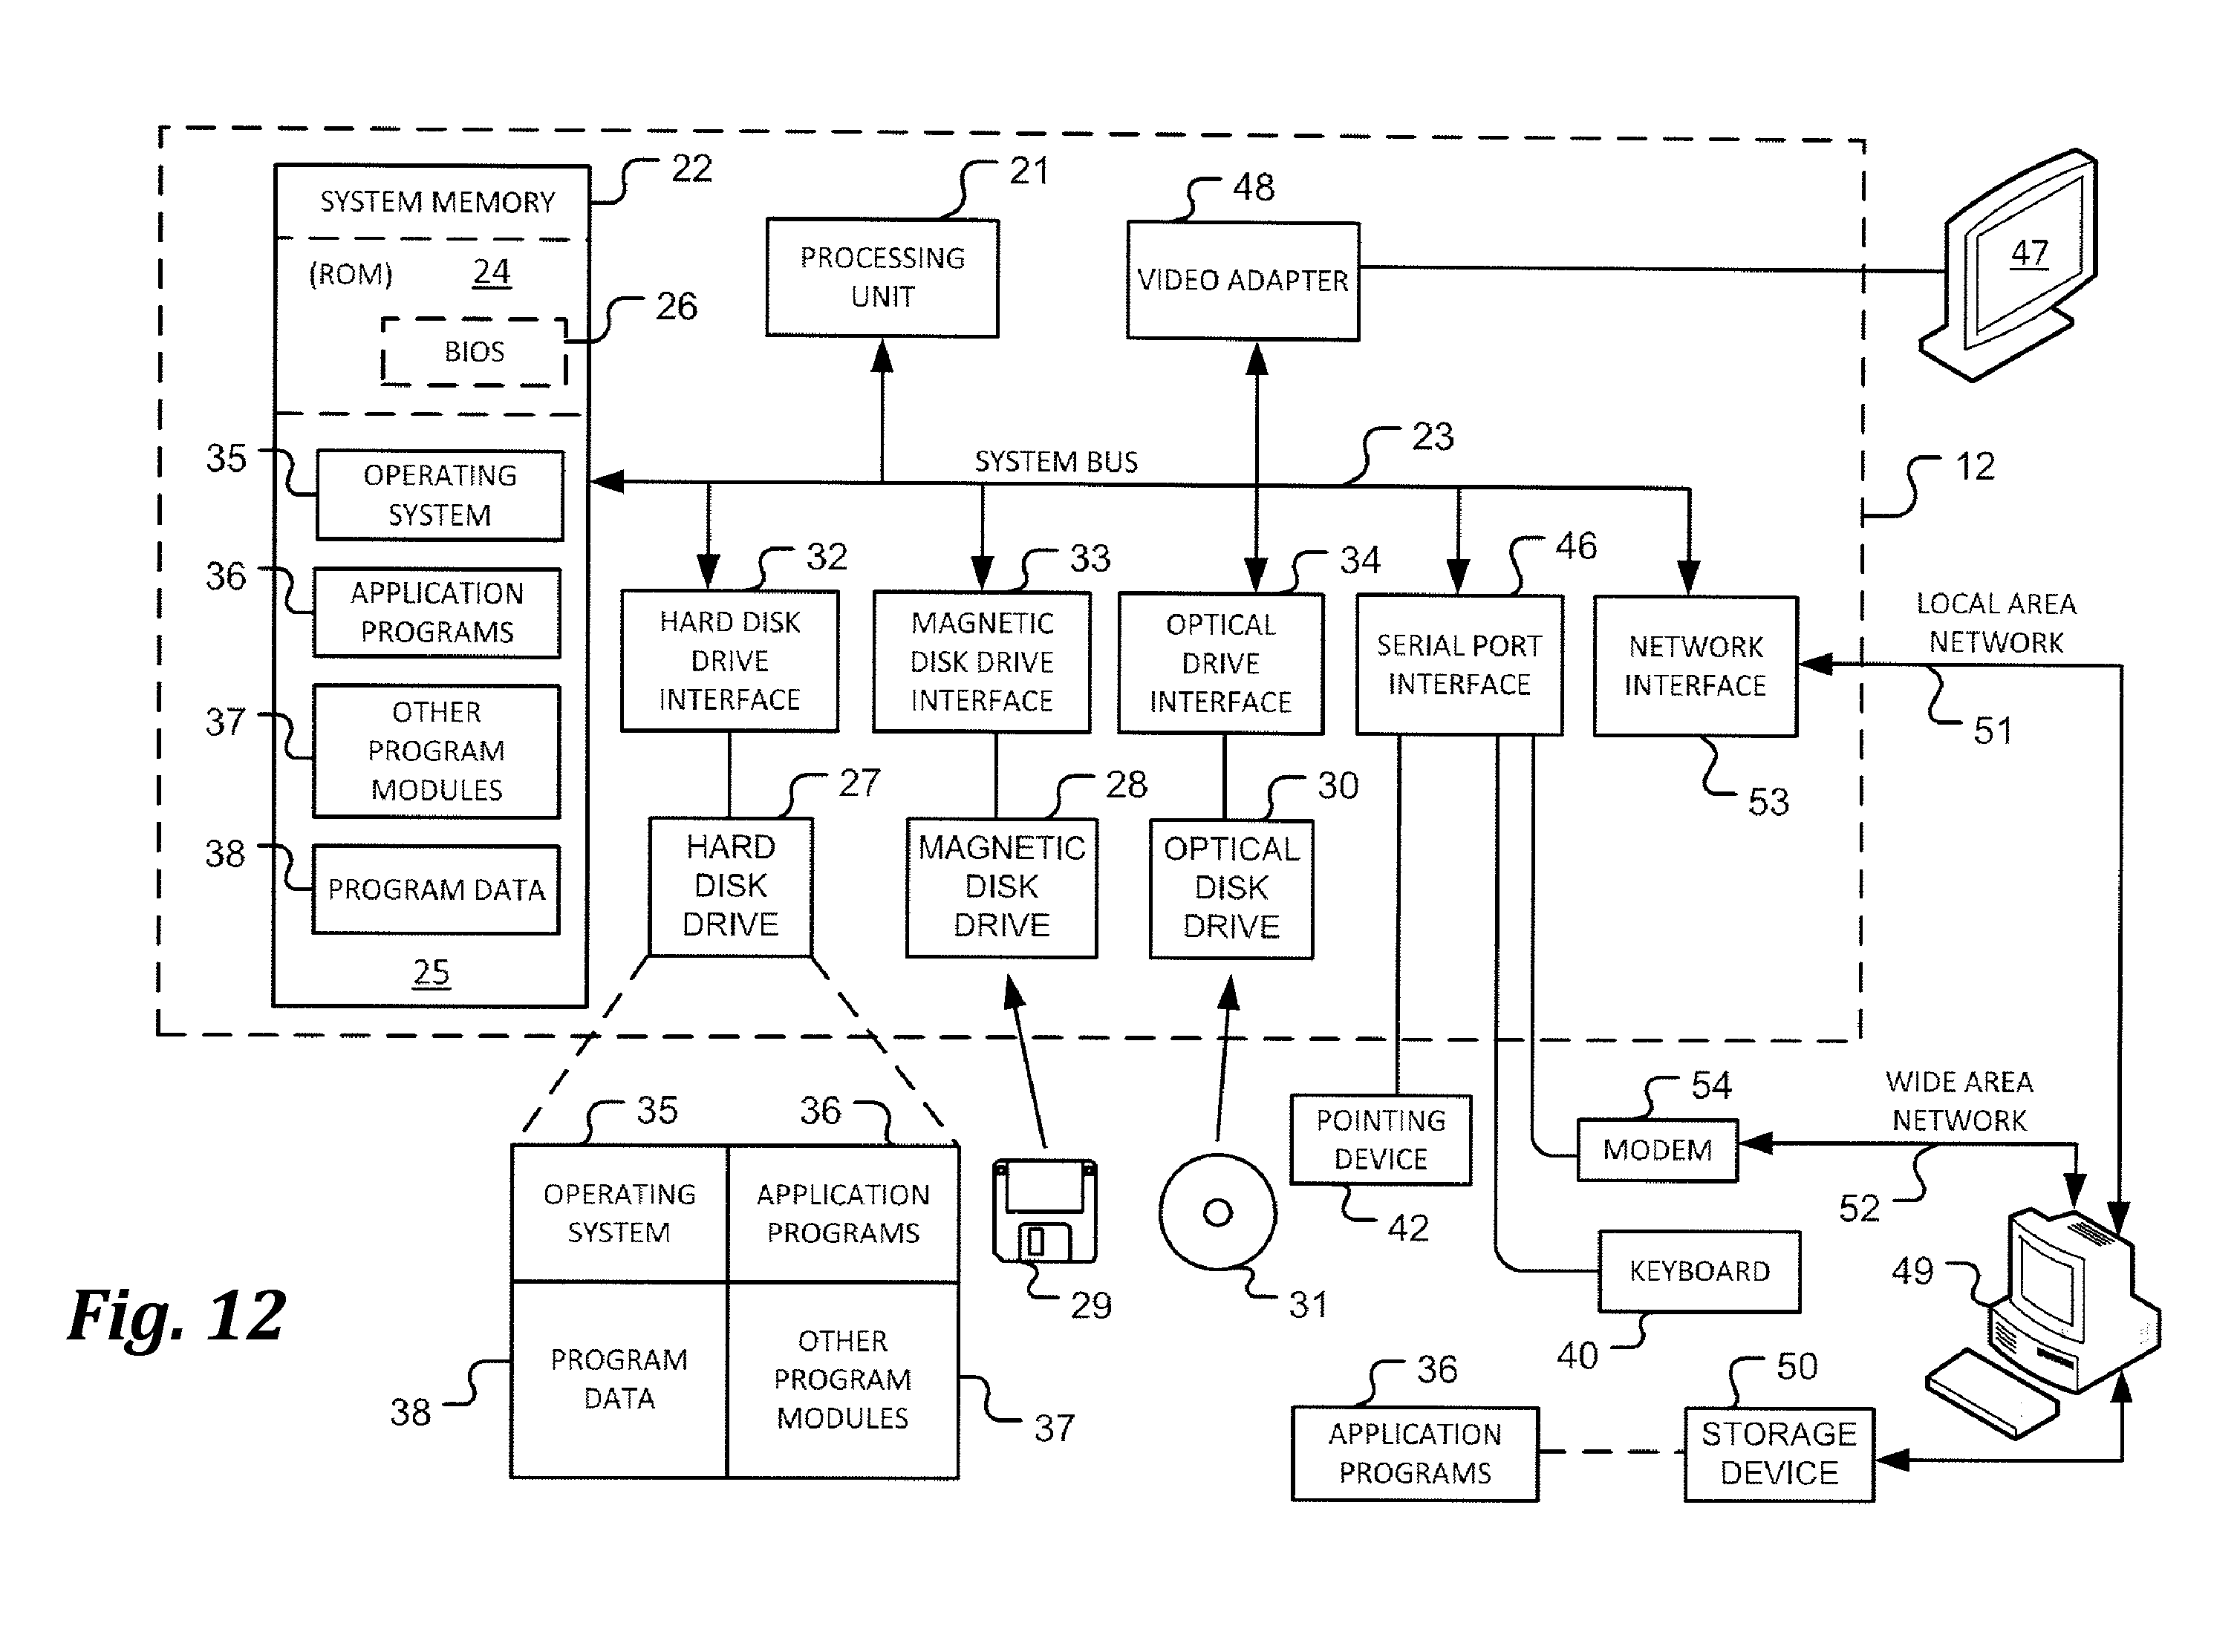 22
SYSTEM MEMORY
(ROM)
24
26
BIOS
35
OPERATING
SYSTEM
36
APPLICATION
PROGRAMS
37
OTHER
PROGRAM
MODULES
38
PROGRAM DATA
25
21
PROCESSING
UNIT
48
VIDEO ADAPTER
47
SYSTEM BUS
23
12
32
HARD DISK
DRIVE
INTERFACE
33
MAGNETIC
DISK DRIVE
INTERFACE
34
OPTICAL
DRIVE
INTERFACE
46
SERIAL PORT
INTERFACE
NETWORK
INTERFACE
53
LOCAL AREA
NETWORK
51
27
HARD
DISK
DRIVE
28
MAGNETIC
DISK
DRIVE
30
OPTICAL
DISK
DRIVE
35
36
OPERATING
SYSTEM
APPLICATION
PROGRAMS
PROGRAM
DATA
OTHER
PROGRAM
MODULES
38
37
29
31
POINTING
DEVICE
42
54
MODEM
WIDE AREA
NETWORK
52
KEYBOARD
40
49
36
APPLICATION
PROGRAMS
50
STORAGE
DEVICE
Fig. 12